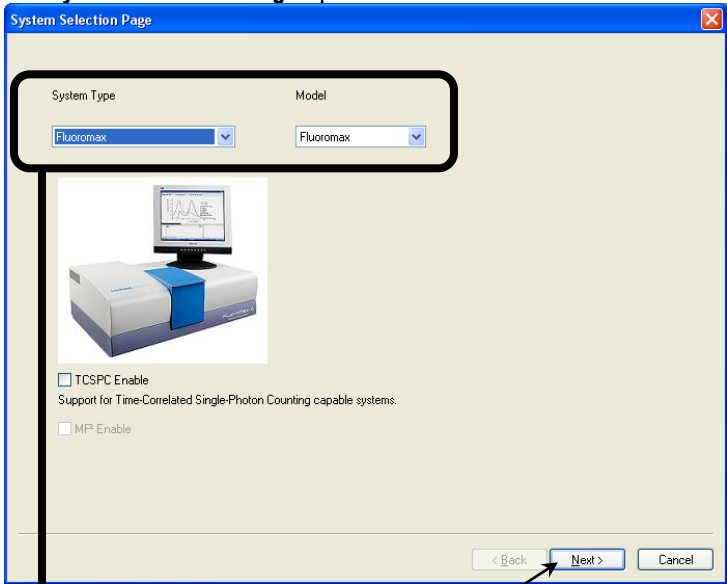 System Selection Page
System Type Model
Fluoromax Fluoromax
TCSPC Enable
Support for Time-Correlated Single-Photon Counting capable systems.
MF² Enable
< Back Next > Cancel